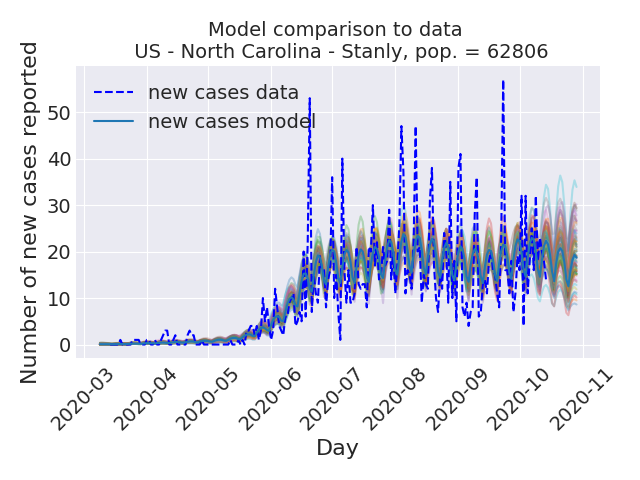 Model comparison to data
US - North Carolina - Stanly, pop. = 62806
Number of new cases reported
new cases data
new cases model
50
40
30
20
10
0
2020-03
2020-04
2020-05
2020-06
2020-07
2020-08
2020-09
2020-10
2020-11
Day